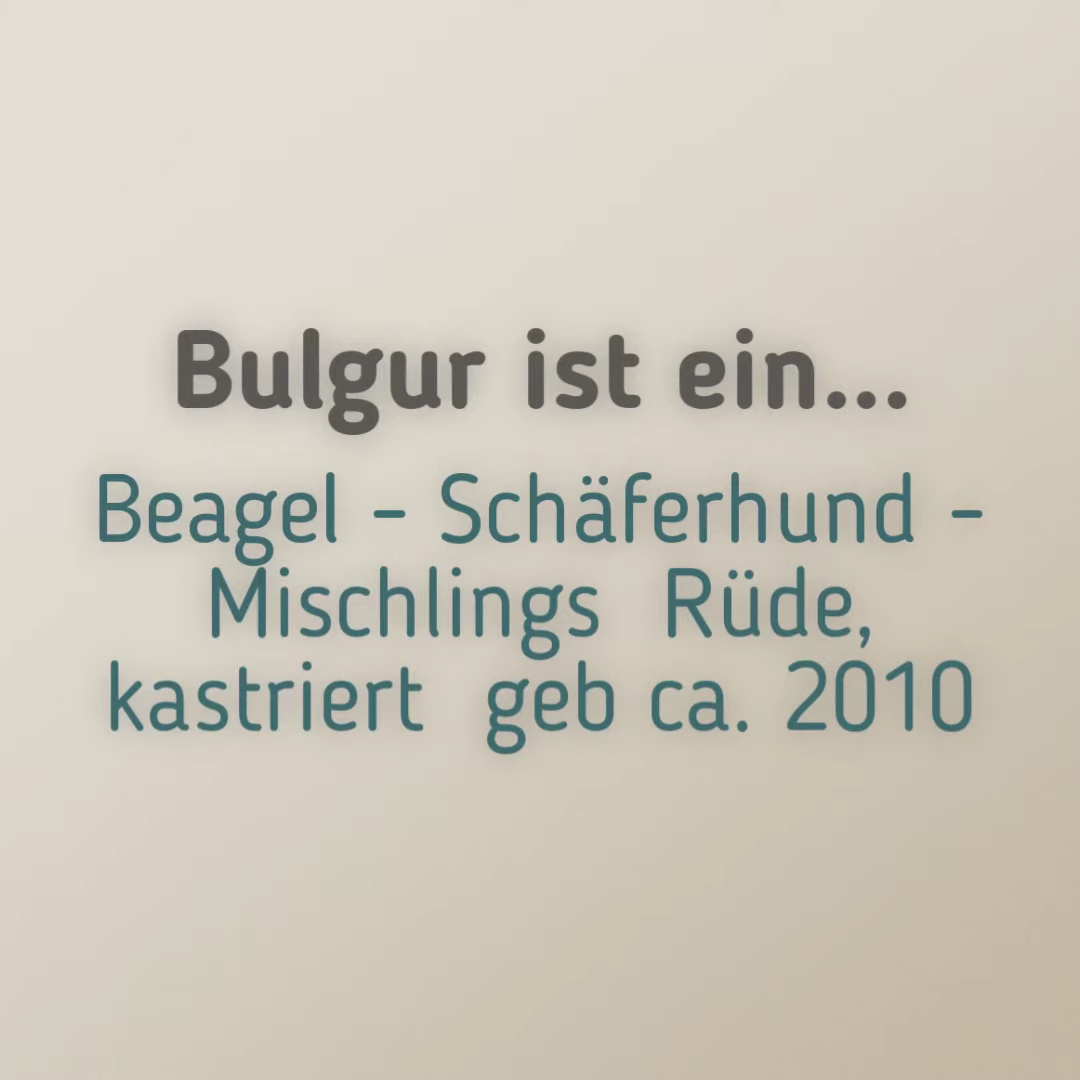 Bulgur ist ein...
Beagel - Schäferhund -
Mischlings Rüde,
kastriert geb ca. 2010